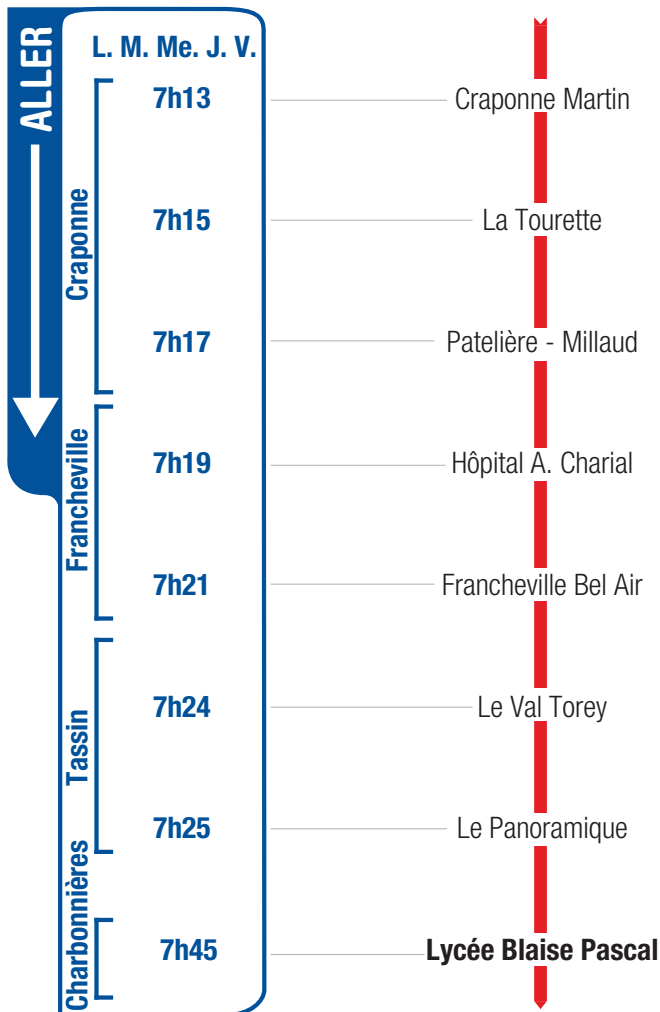 ALLER
L. M. Me. J. V.
Craponne
7h13 Craponne Martin
7h15 La Tourette
7h17 Patelière - Millaud
Francheville
7h19 Hôpital A. Charial
7h21 Francheville Bel Air
Tassin
7h24 Le Val Torey
7h25 Le Panoramique
Charbonnières
7h45 Lycée Blaise Pascal